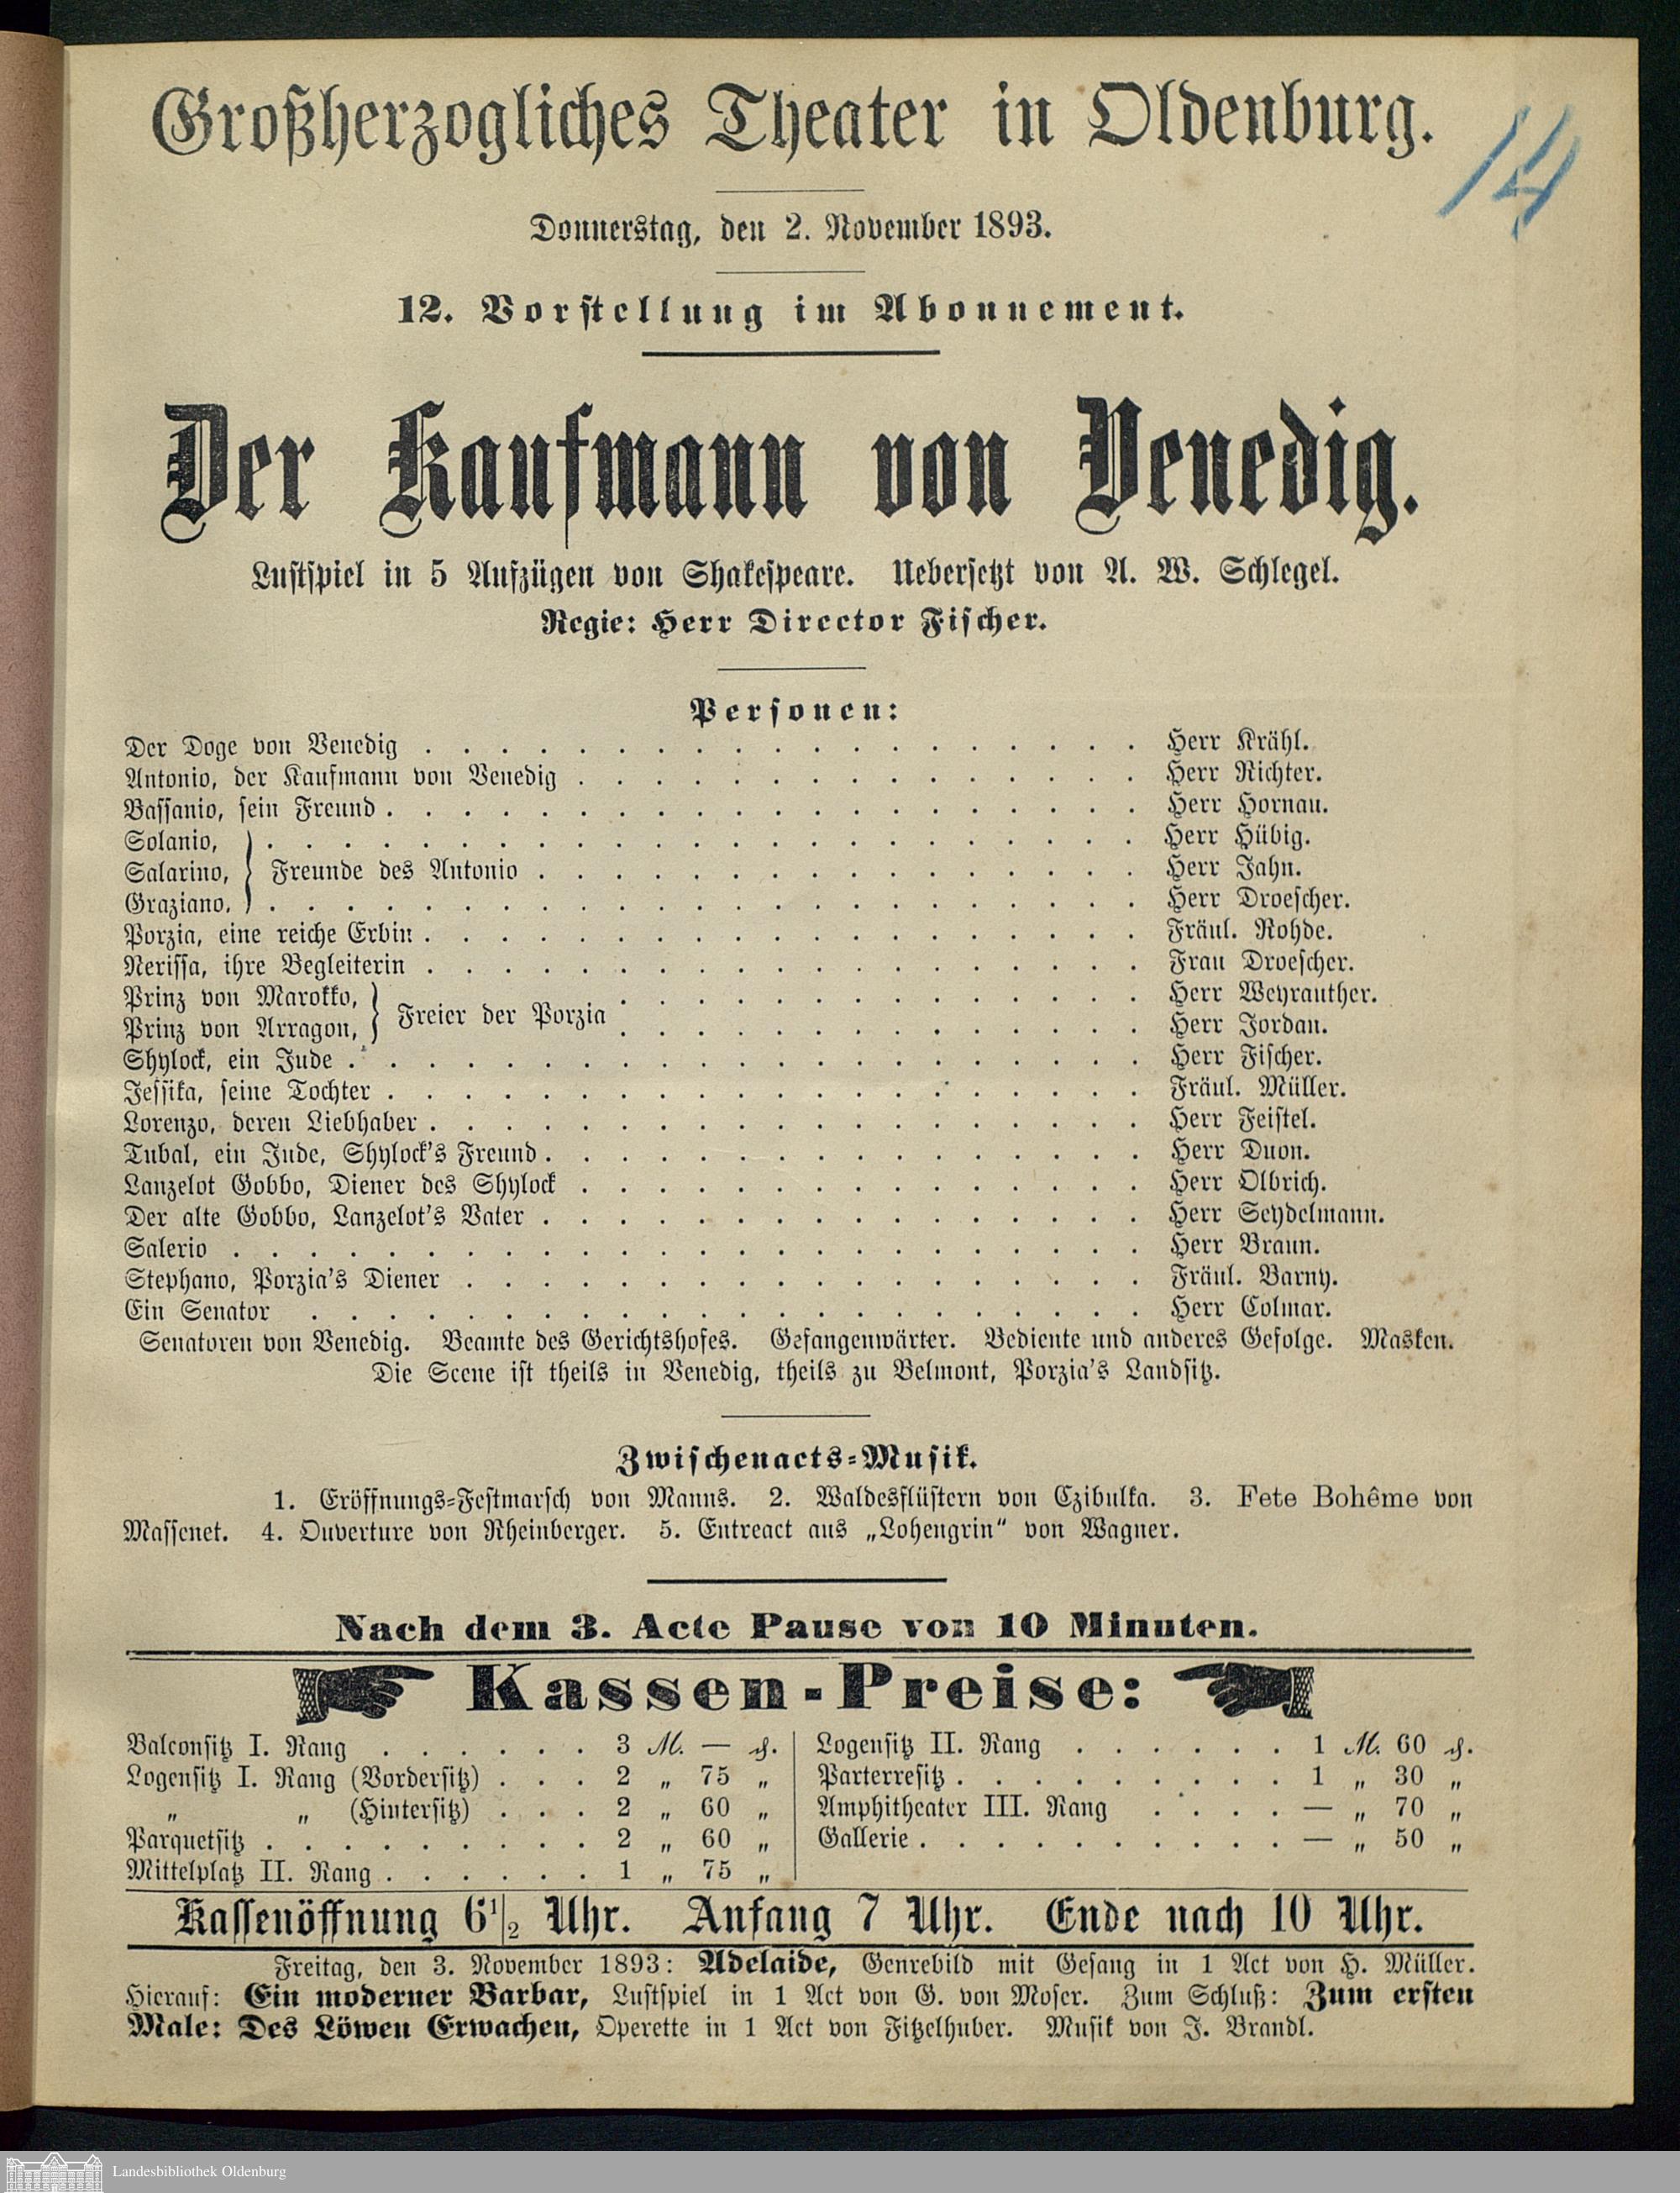 Großherzogliches Theater in Oldenburg.
14
Donnerstag, den 2. November 1893.
12. Vorstellung im Abonnement.
Der Kaufmann von Venedig.
Lustspiel in 5 Aufzügen von Shakespeare. Uebersetzt von A. W. Schlegel.
Regie: Herr Director Fischer.
Personen:
Der Doge von Venedig . . . . . . . . . . . . . . . . . . . Herr Krähl.
Antonio, der Kaufmann von Venedig . . . . . . . . . . . . . . . Herr Richter.
Bassanio, sein Freund . . . . . . . . . . . . . . . . . . . . Herr Hornau.
Solanio, . . . . . . . . . . . . . . . . . . . . . . . Herr Hübig.
Salarino, } Freunde des Antonio . . . . . . . . . . . . . . . . Herr Jahn.
Graziano, . . . . . . . . . . . . . . . . . . . . . . . Herr Droescher.
Porzia, eine reiche Erbin . . . . . . . . . . . . . . . . . . . Fräul. Rohde.
Nerissa, ihre Begleiterin . . . . . . . . . . . . . . . . . . . Frau Droescher.
Prinz von Marokko, } Freier der Porzia . . . . . . . . . . . . . . Herr Weyrauther.
Prinz von Arragon, . . . . . . . . . . . . . . Herr Jordan.
Shylock, ein Jude . . . . . . . . . . . . . . . . . . . . . Herr Fischer.
Jessika, seine Tochter . . . . . . . . . . . . . . . . . . . . Fräul. Müller.
Lorenzo, deren Liebhaber . . . . . . . . . . . . . . . . . . . Herr Feistel.
Tubal, ein Jude, Shylock's Freund . . . . . . . . . . . . . . . . Herr Duon.
Lanzelot Gobbo, Diener des Shylock . . . . . . . . . . . . . . . Herr Olbrich.
Der alte Gobbo, Lanzelot's Vater . . . . . . . . . . . . . . . . Herr Seydelmann.
Salerio . . . . . . . . . . . . . . . . . . . . . . . . Herr Braun.
Stephano, Porzia's Diener . . . . . . . . . . . . . . . . . . Fräul. Barny.
Ein Senator . . . . . . . . . . . . . . . . . . . . . . Herr Colmar.
Senatoren von Venedig. Beamte des Gerichtshofes. Gefangenwärter. Bediente und anderes Gefolge. Masken.
Die Scene ist theils in Venedig, theils zu Belmont, Porzia's Landsitz.
Zwischenacts-Musik.
1. Eröffnungs-Festmarsch von Manns. 2. Waldesflüstern von Czibulka. 3. Fete Bohême von
Massenet. 4. Ouverture von Rheinberger. 5. Entreact aus „Lohengrin“ von Wagner.
Nach dem 3. Acte Pause von 10 Minuten.
Kassen-Preise:
Balconsitz I. Rang . . . . . . 3 M. — ₰.
Logensitz I. Rang (Vordersitz) . . . 2 „ 75 „
„ „ (Hintersitz) . . . 2 „ 60 „
Parquetsitz . . . . . . . . . 2 „ 60 „
Mittelplatz II. Rang . . . . . . 1 „ 75 „
Logensitz II. Rang . . . . . . 1 M. 60 ₰.
Parterresitz . . . . . . . . . 1 „ 30 „
Amphitheater III. Rang . . . . — „ 70 „
Gallerie . . . . . . . . . . — „ 50 „
Kassenöffnung 6 1/2 Uhr. Anfang 7 Uhr. Ende nach 10 Uhr.
Freitag, den 3. November 1893: Adelaide, Genrebild mit Gesang in 1 Act von H. Müller.
Hierauf: Ein moderner Barbar, Lustspiel in 1 Act von G. von Moser. Zum Schluß: Zum ersten
Male: Des Löwen Erwachen, Operette in 1 Act von Fitzelhuber. Musik von J. Brandl.
Landesbibliothek Oldenburg